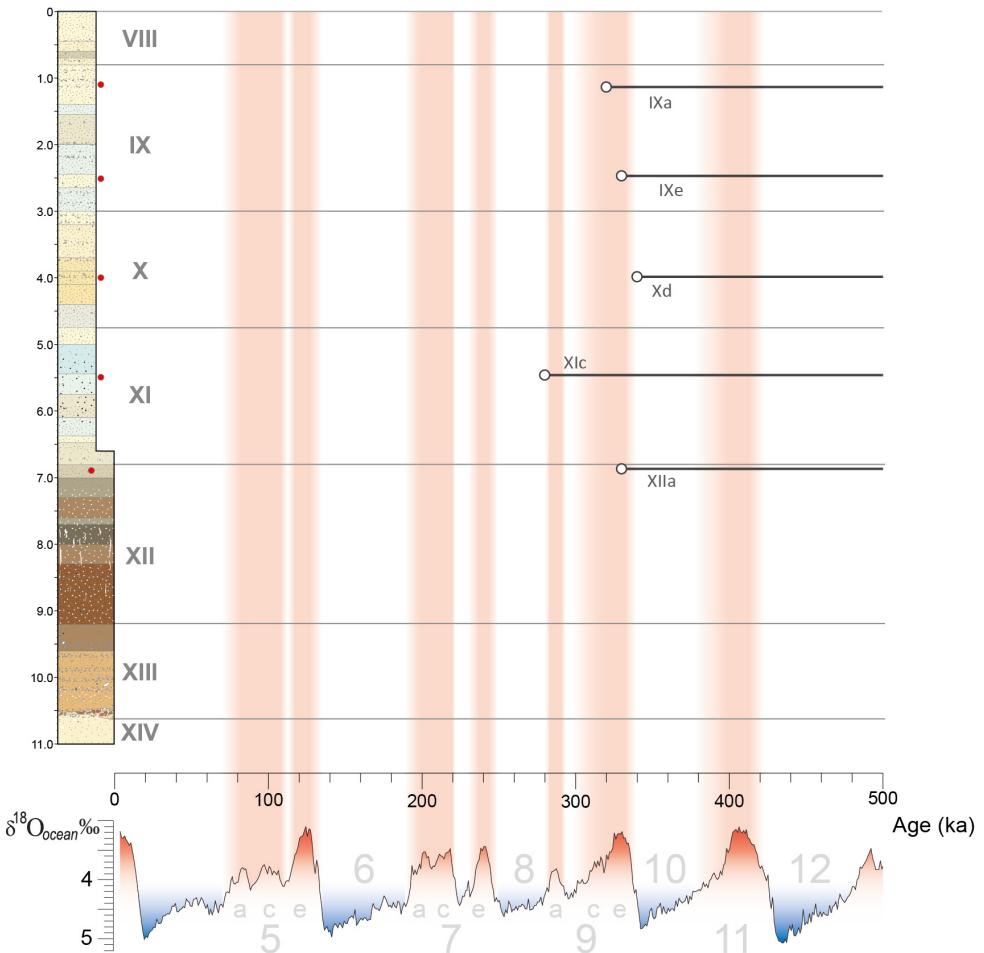 0
VIII
1.0
IXa
IX
2.0
IXe
3.0
X
4.0
Xd
5.0
XIc
XI
6.0
7.0
XIIa
XII
8.0
9.0
XIII
10.0
XIV
11.0
0 100 200 300 400 500
δ18Oocean‰
Age (ka)
4
5
6 8 10 12
a c e a c e a c e
5 7 9 11